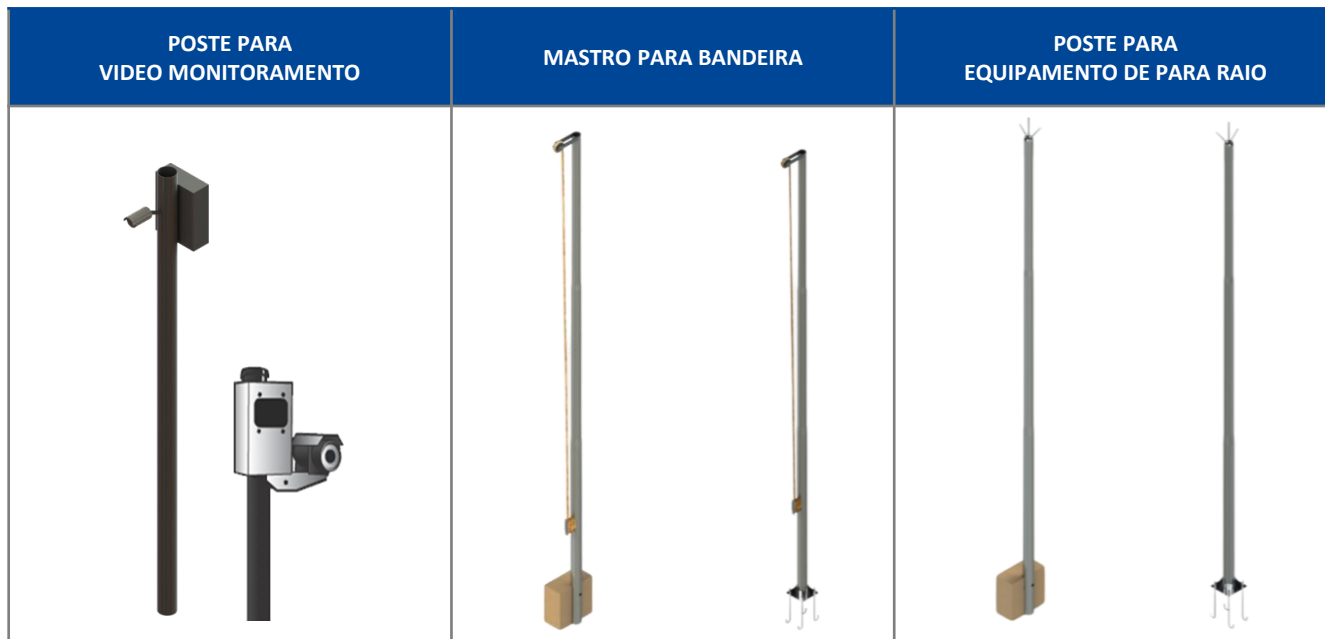 POSTE PARA
VIDEO MONITORAMENTO
MASTRO PARA BANDEIRA
POSTE PARA
EQUIPAMENTO DE PARA RAIO